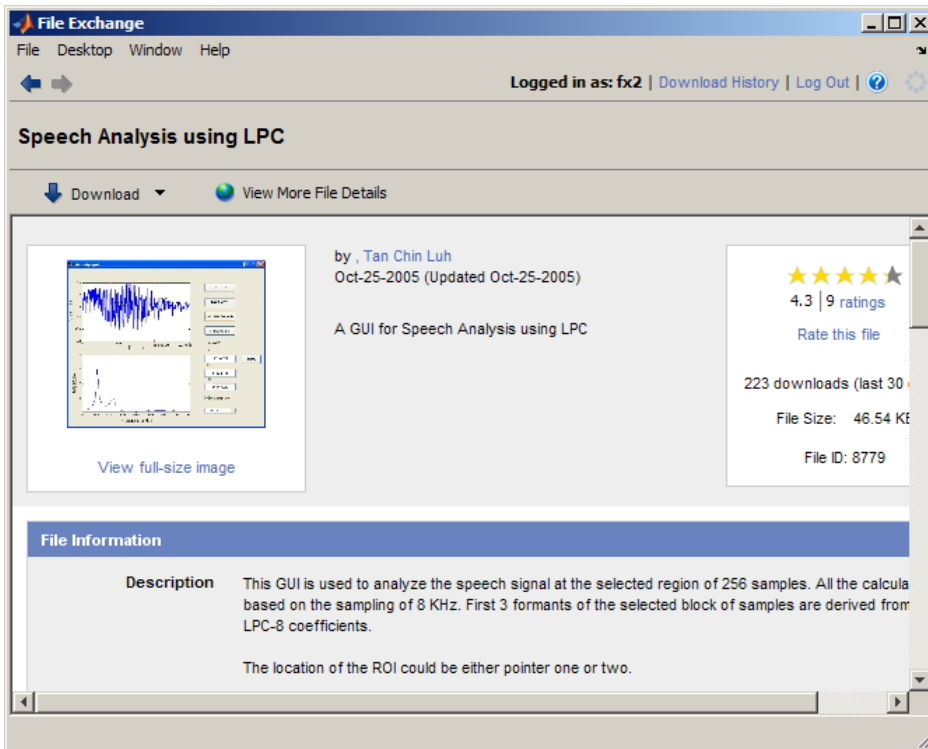 File Exchange
File Desktop Window Help
Logged in as: fx2 | Download History | Log Out |
Speech Analysis using LPC
Download View More File Details
by , Tan Chin Luh
Oct-25-2005 (Updated Oct-25-2005)
A GUI for Speech Analysis using LPC
View full-size image
4.3 | 9 ratings
Rate this file
223 downloads (last 30
File Size: 46.54 KB
File ID: 8779
File Information
Description
This GUI is used to analyze the speech signal at the selected region of 256 samples. All the calcula
based on the sampling of 8 KHz. First 3 formants of the selected block of samples are derived from
LPC-8 coefficients.
The location of the ROI could be either pointer one or two.